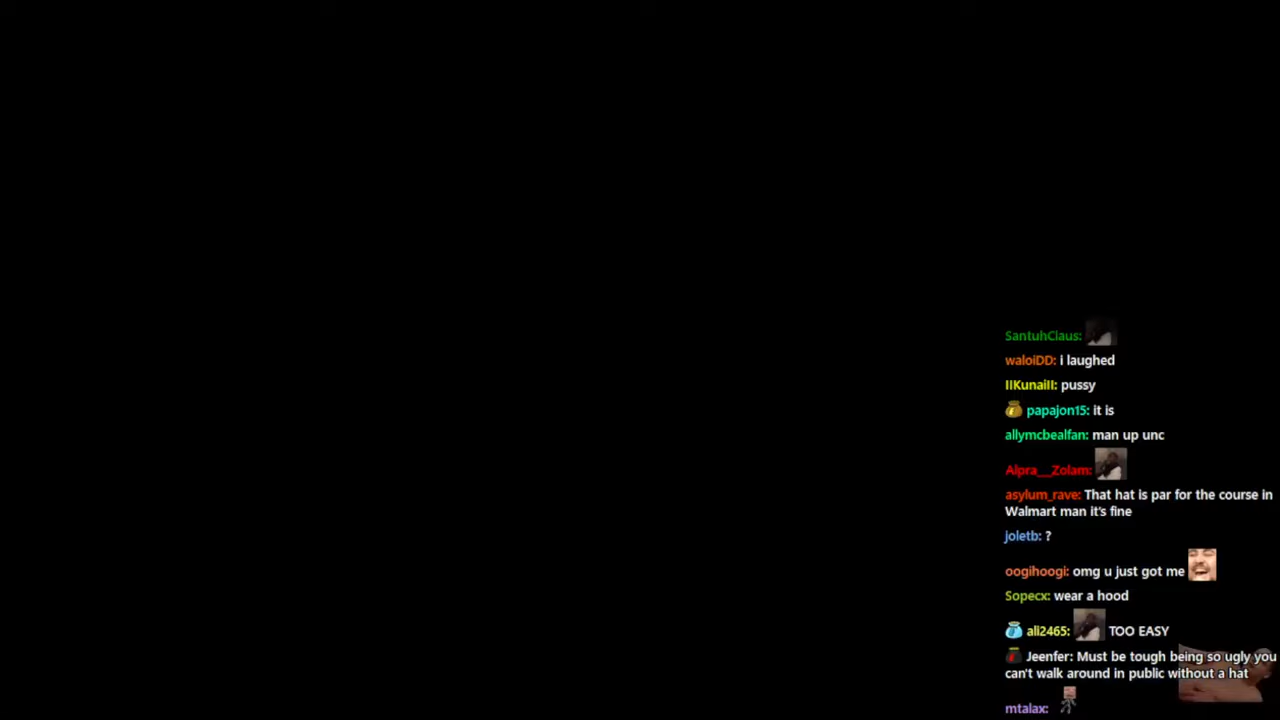 SantuhClaus:
waloiDD: i laughed
IIKunaiII: pussy
papajon15: it is
allymcbealfan: man up unc
Alpra__Zolam:
asylum_rave: That hat is par for the course in
Walmart man it's fine
joletb: ?
oogihoogi: omg u just got me
Sopecx: wear a hood
ali2465: TOO EASY
Jeenfer: Must be tough being so ugly you
can't walk around in public without a hat
mtalax: